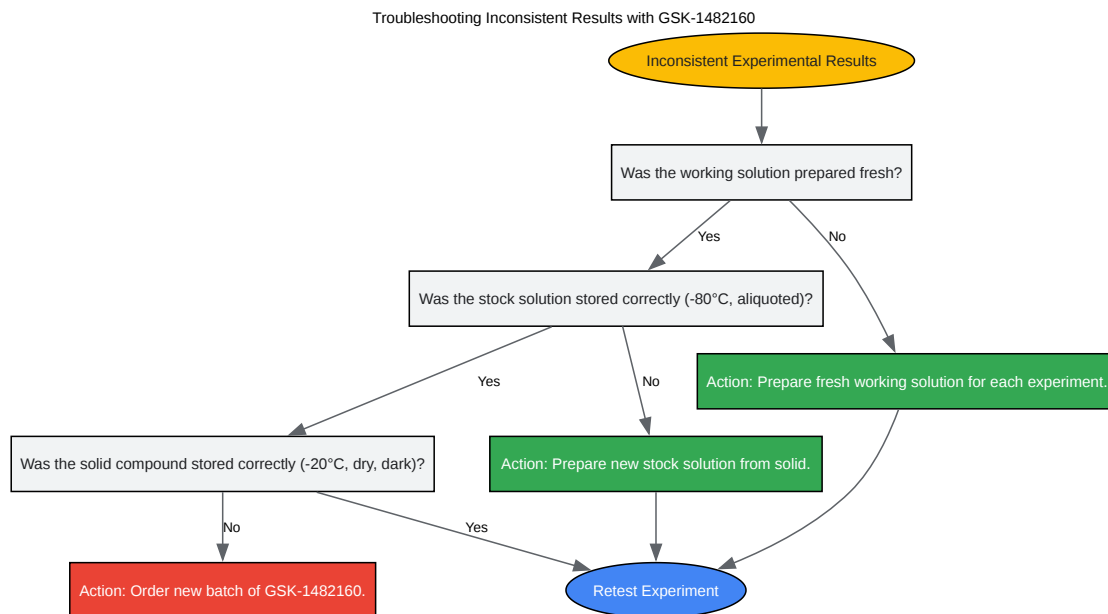 Troubleshooting Inconsistent Results with GSK-1482160
Inconsistent Experimental Results
Was the working solution prepared fresh?
Yes
No
Was the stock solution stored correctly (-80°C, aliquoted)?
Action: Prepare fresh working solution for each experiment.
Yes
No
Was the solid compound stored correctly (-20°C, dry, dark)?
Action: Prepare new stock solution from solid.
No
Yes
Action: Order new batch of GSK-1482160.
Retest Experiment